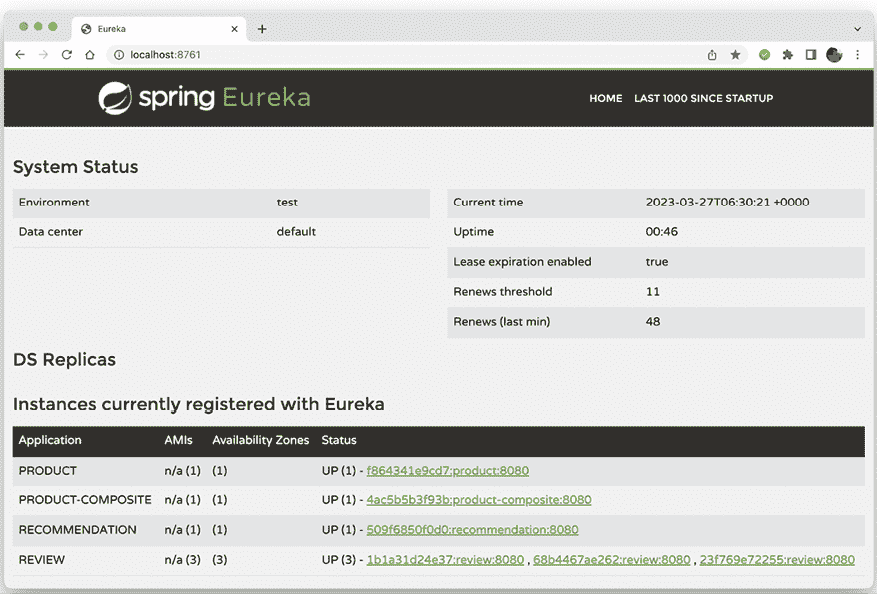 Eureka
localhost:8761
spring Eureka
HOME LAST 1000 SINCE STARTUP
System Status
Environment test
Data center default
Current time 2023-03-27T06:30:21 +0000
Uptime 00:46
Lease expiration enabled true
Renews threshold 11
Renews (last min) 48
DS Replicas
Instances currently registered with Eureka
Application AMIs Availability Zones Status
PRODUCT n/a (1) (1) UP (1) - f864341e9cd7:product:8080
PRODUCT-COMPOSITE n/a (1) (1) UP (1) - 4ac5b5b3f93b:product-composite:8080
RECOMMENDATION n/a (1) (1) UP (1) - 509f6850f0d0:recommendation:8080
REVIEW n/a (3) (3) UP (3) - 1b1a31d24e37:review:8080 , 68b4467ae262:review:8080 , 23f769e72255:review:8080